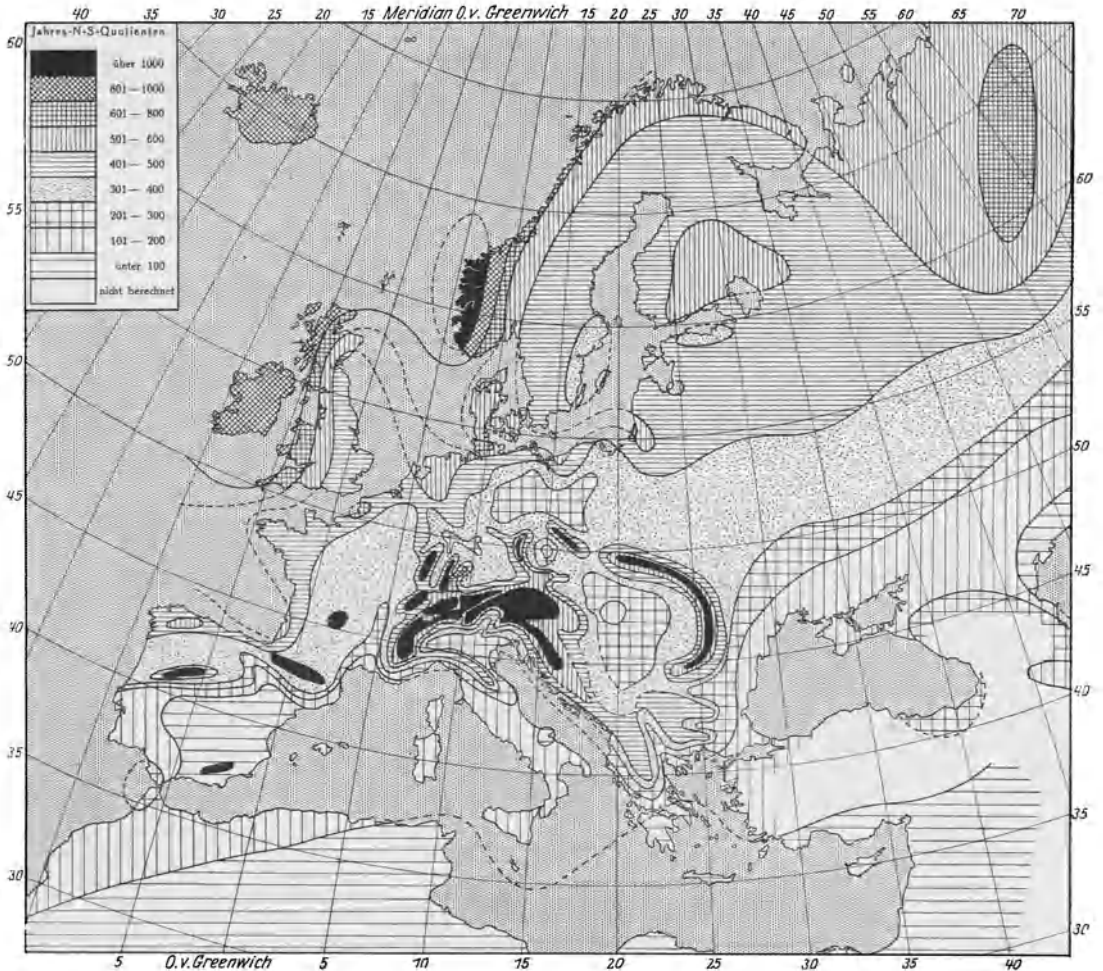 40 35 30 25 20 15 Meridian O.v. Greenwich 15 20 25 30 35 40 45 50 55 60 65 70
Jahres-N-S-Quotienten
über 1000
801 — 1000
601 — 800
501 — 600
401 — 500
301 — 400
201 — 300
101 — 200
unter 100
nicht berechnet
60
55
50
45
40
35
30
60
55
50
45
40
35
30
5 O.v.Greenwich 5 10 15 20 25 30 35 40